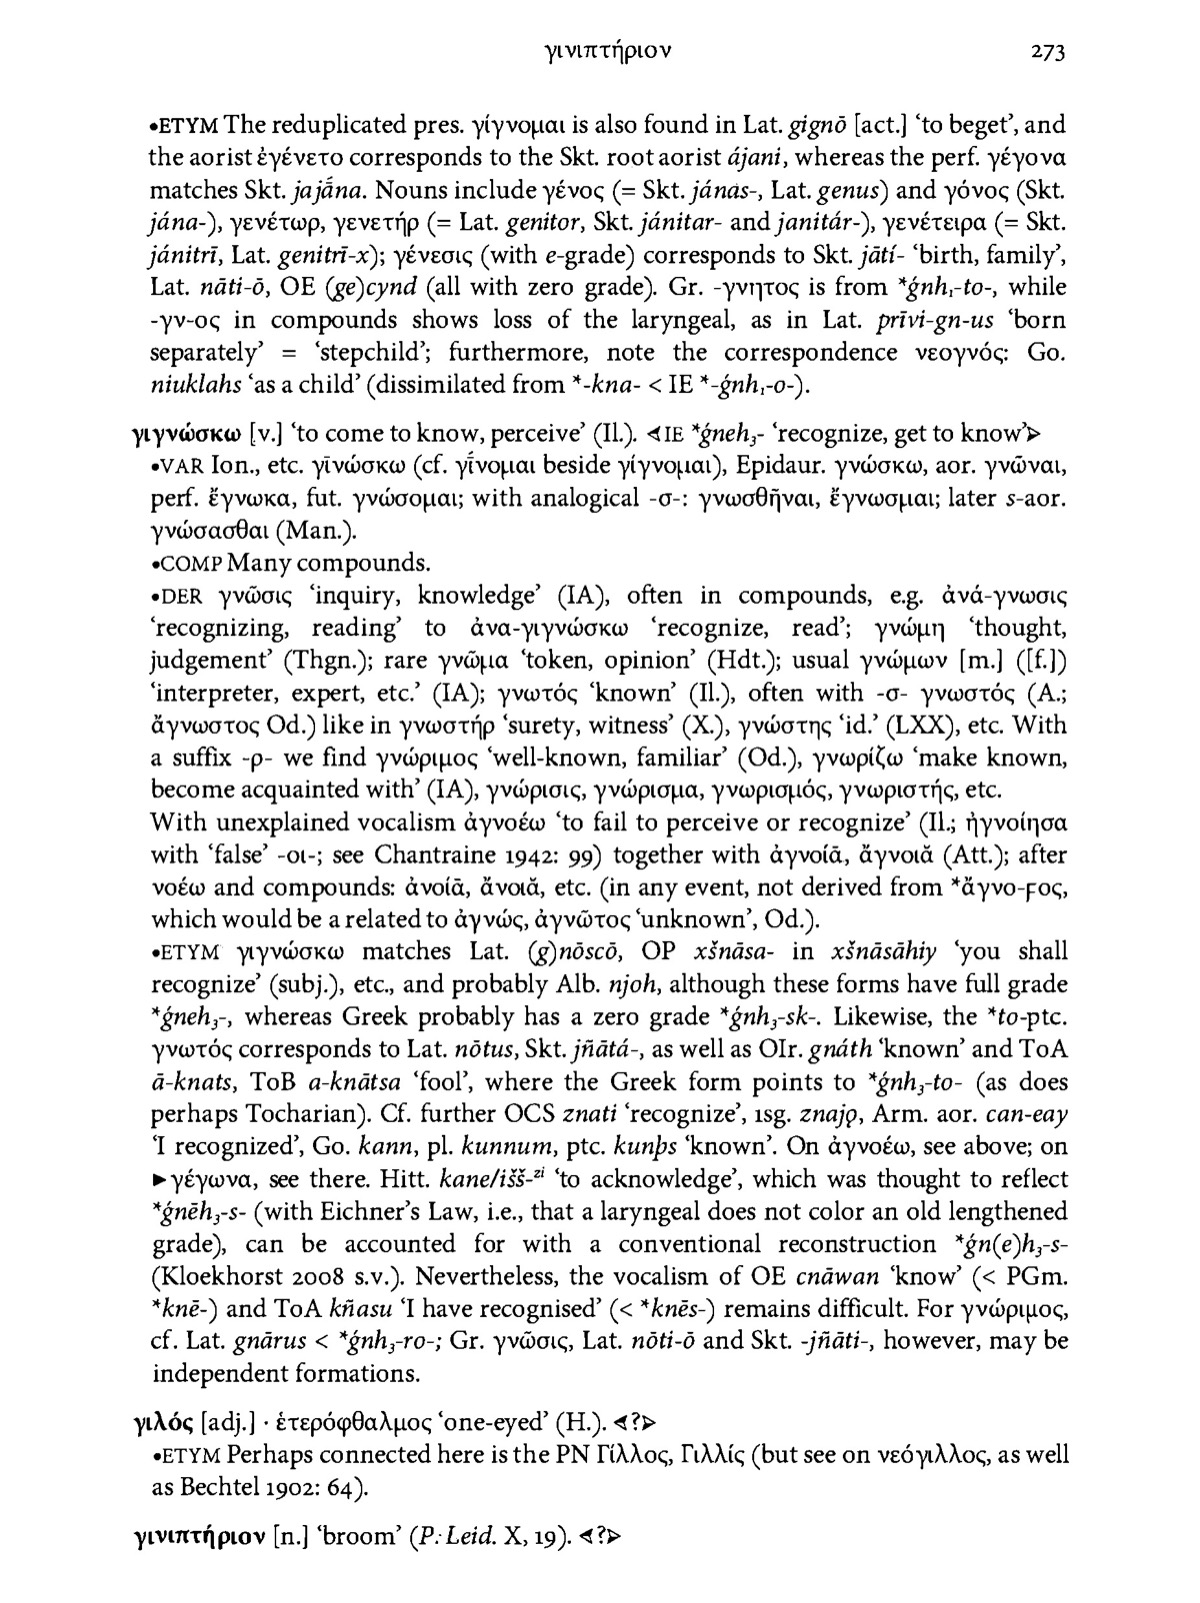 γινιπτήριον 273
•ETYM The reduplicated pres. γίγνομαι is also found in Lat. gignō [act.] ‘to beget’, and
the aorist ἐγένετο corresponds to the Skt. root aorist ájani, whereas the perf. γέγονα
matches Skt. jajā́na. Nouns include γένος (= Skt. jánas-, Lat. genus) and γόνος (Skt.
jána-), γενέτωρ, γενετήρ (= Lat. genitor, Skt. jánitar- and janitár-), γενέτειρα (= Skt.
jánitrī, Lat. genitrī-x); γένεσις (with e-grade) corresponds to Skt. jātí- ‘birth, family’,
Lat. nāti-ō, OE (ge)cynd (all with zero grade). Gr. -γνητος is from *ǵnh₁-to-, while
-γν-ος in compounds shows loss of the laryngeal, as in Lat. prīvi-gn-us ‘born
separately’ = ‘stepchild’; furthermore, note the correspondence νεογνός: Go.
niuklahs ‘as a child’ (dissimilated from *-kna- < IE *-ǵnh₁-o-).
γιγνώσκω [v.] ‘to come to know, perceive’ (Il.). ⋖IE *ǵneh₃- ‘recognize, get to know’⋗
•VAR Ion., etc. γῑνώσκω (cf. γῑ́νομαι beside γίγνομαι), Epidaur. γνώσκω, aor. γνῶναι,
perf. ἔγνωκα, fut. γνώσομαι; with analogical -σ-: γνωσθῆναι, ἔγνωσμαι; later s-aor.
γνώσασθαι (Man.).
•COMP Many compounds.
•DER γνῶσις ‘inquiry, knowledge’ (IA), often in compounds, e.g. ἀνά-γνωσις
‘recognizing, reading’ to ἀνα-γιγνώσκω ‘recognize, read’; γνώμη ‘thought,
judgement’ (Thgn.); rare γνῶμα ‘token, opinion’ (Hdt.); usual γνώμων [m.] ([f.])
‘interpreter, expert, etc.’ (IA); γνωτός ‘known’ (Il.), often with -σ- γνωστός (A.;
ἄγνωστος Od.) like in γνωστήρ ‘surety, witness’ (X.), γνώστης ‘id.’ (LXX), etc. With
a suffix -ρ- we find γνώριμος ‘well-known, familiar’ (Od.), γνωρίζω ‘make known,
become acquainted with’ (IA), γνώρισις, γνώρισμα, γνωρισμός, γνωριστής, etc.
With unexplained vocalism ἀγνοέω ‘to fail to perceive or recognize’ (Il.; ἠγνοίησα
with ‘false’ -οι-; see Chantraine 1942: 99) together with ἀγνοίᾱ, ἄγνοιᾰ (Att.); after
νοέω and compounds: ἀνοίᾱ, ἄνοιᾰ, etc. (in any event, not derived from *ἄγνο-ϝος,
which would be a related to ἀγνώς, ἀγνῶτος ‘unknown’, Od.).
•ETYM γιγνώσκω matches Lat. (g)nōscō, OP xšnāsa- in xšnāsāhiy ‘you shall
recognize’ (subj.), etc., and probably Alb. njoh, although these forms have full grade
*ǵneh₃-, whereas Greek probably has a zero grade *ǵnh₃-sk-. Likewise, the *to-ptc.
γνωτός corresponds to Lat. nōtus, Skt. jñātá-, as well as OIr. gnáth ‘known’ and ToA
ā-knats, ToB a-knātsa ‘fool’, where the Greek form points to *ǵnh₃-to- (as does
perhaps Tocharian). Cf. further OCS znati ‘recognize’, 1sg. znajǫ, Arm. aor. can-eay
‘I recognized’, Go. kann, pl. kunnum, ptc. kunþs ‘known’. On ἀγνοέω, see above; on
►γέγωνα, see there. Hitt. kane/išš-ᶻⁱ ‘to acknowledge’, which was thought to reflect
*ǵnēh₃-s- (with Eichner’s Law, i.e., that a laryngeal does not color an old lengthened
grade), can be accounted for with a conventional reconstruction *ǵn(e)h₃-s-
(Kloekhorst 2008 s.v.). Nevertheless, the vocalism of OE cnāwan ‘know’ (< PGm.
*knē-) and ToA kñasu ‘I have recognised’ (< *knēs-) remains difficult. For γνώριμος,
cf. Lat. gnārus < *ǵnh₃-ro-; Gr. γνῶσις, Lat. nōti-ō and Skt. -jñāti-, however, may be
independent formations.
γιλός [adj.] · ἑτερόφθαλμος ‘one-eyed’ (H.). ⋖?⋗
•ETYM Perhaps connected here is the PN Γίλλος, Γιλλίς (but see on νεόγιλλος, as well
as Bechtel 1902: 64).
γινιπτήριον [n.] ‘broom’ (P. Leid. X, 19). ⋖?⋗